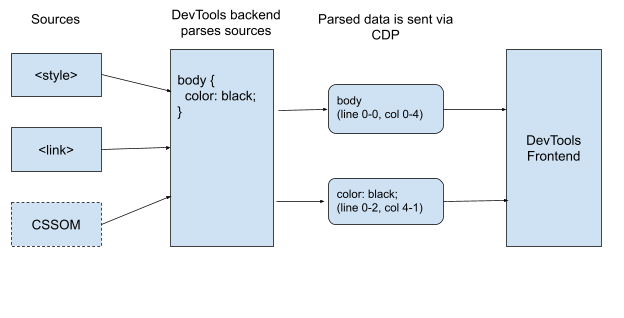 Sources
DevTools backend
parses sources
Parsed data is sent via
CDP
<style>
<link>
CSSOM
body {
  color: black;
}
body
(line 0-0, col 0-4)
color: black;
(line 0-2, col 4-1)
DevTools
Frontend